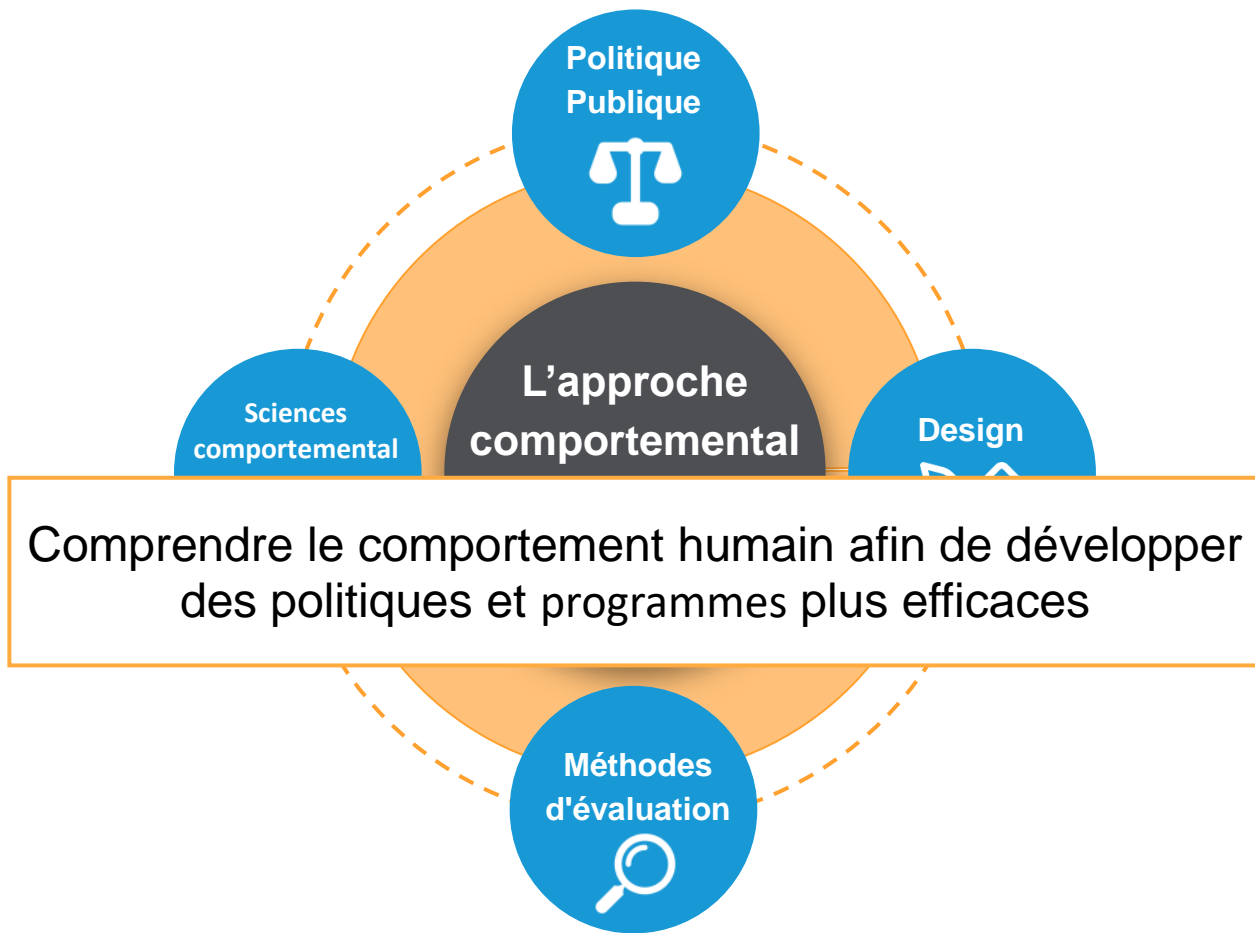 Politique
Publique
L'approche
comportemental
Sciences
comportemental
Design
Comprendre le comportement humain afin de développer
des politiques et programmes plus efficaces
Méthodes
d'évaluation